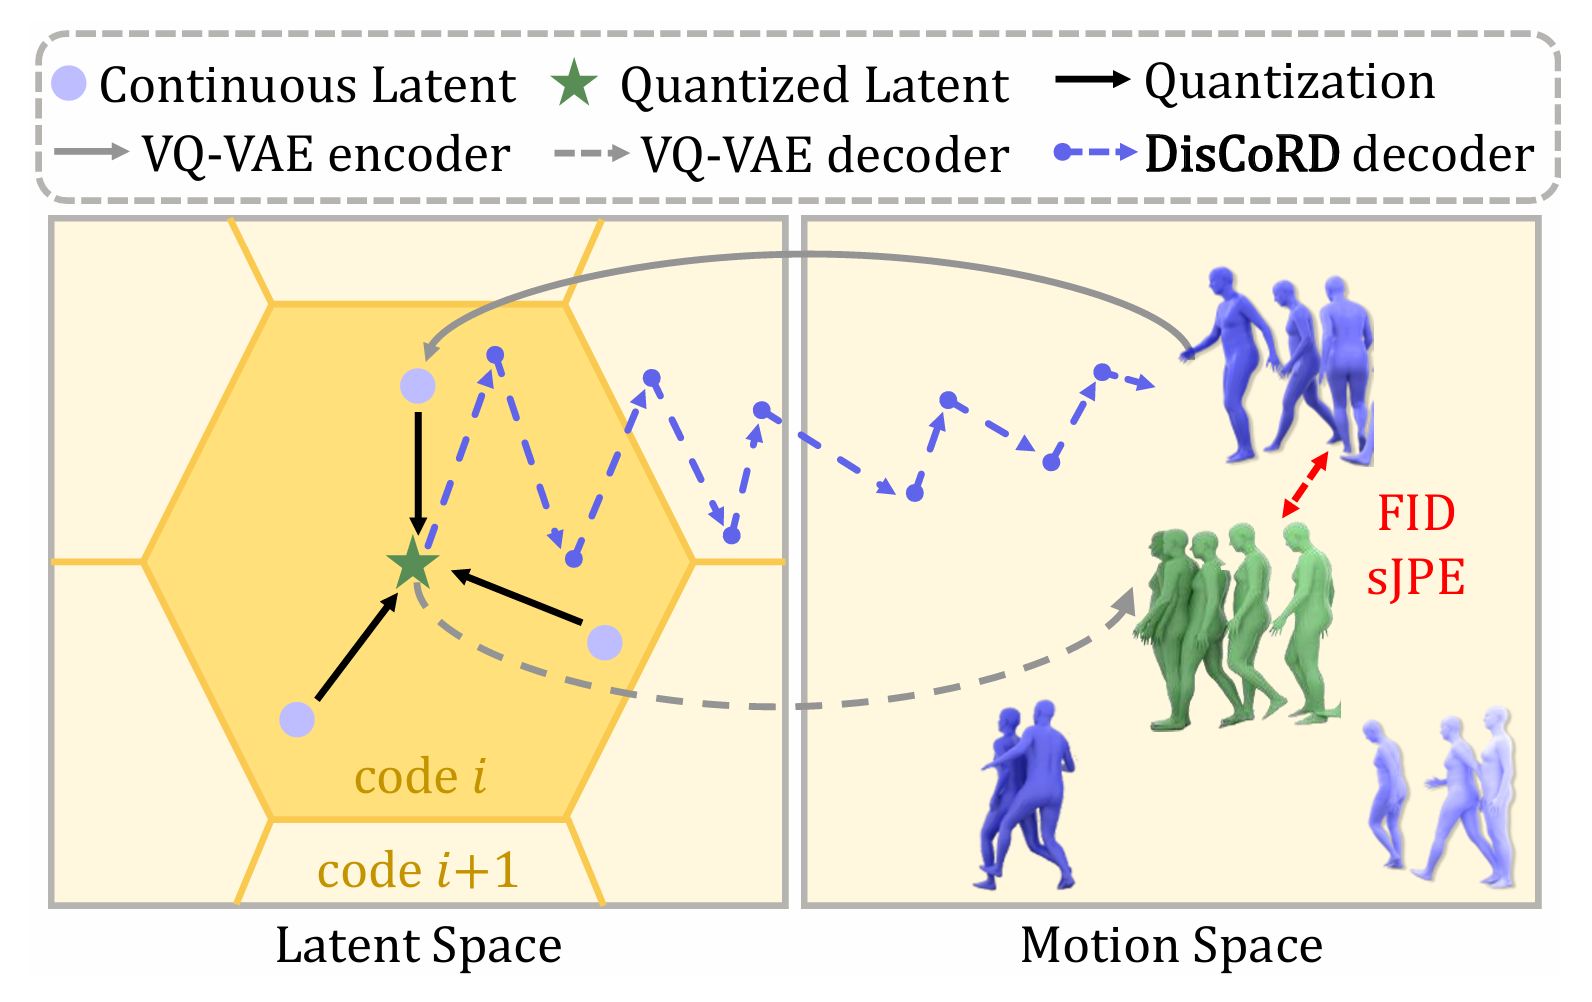 Continuous Latent Quantized Latent Quantization
VQ-VAE encoder VQ-VAE decoder DisCoRD decoder
FID
sJPE
code i
code i+1
Latent Space Motion Space